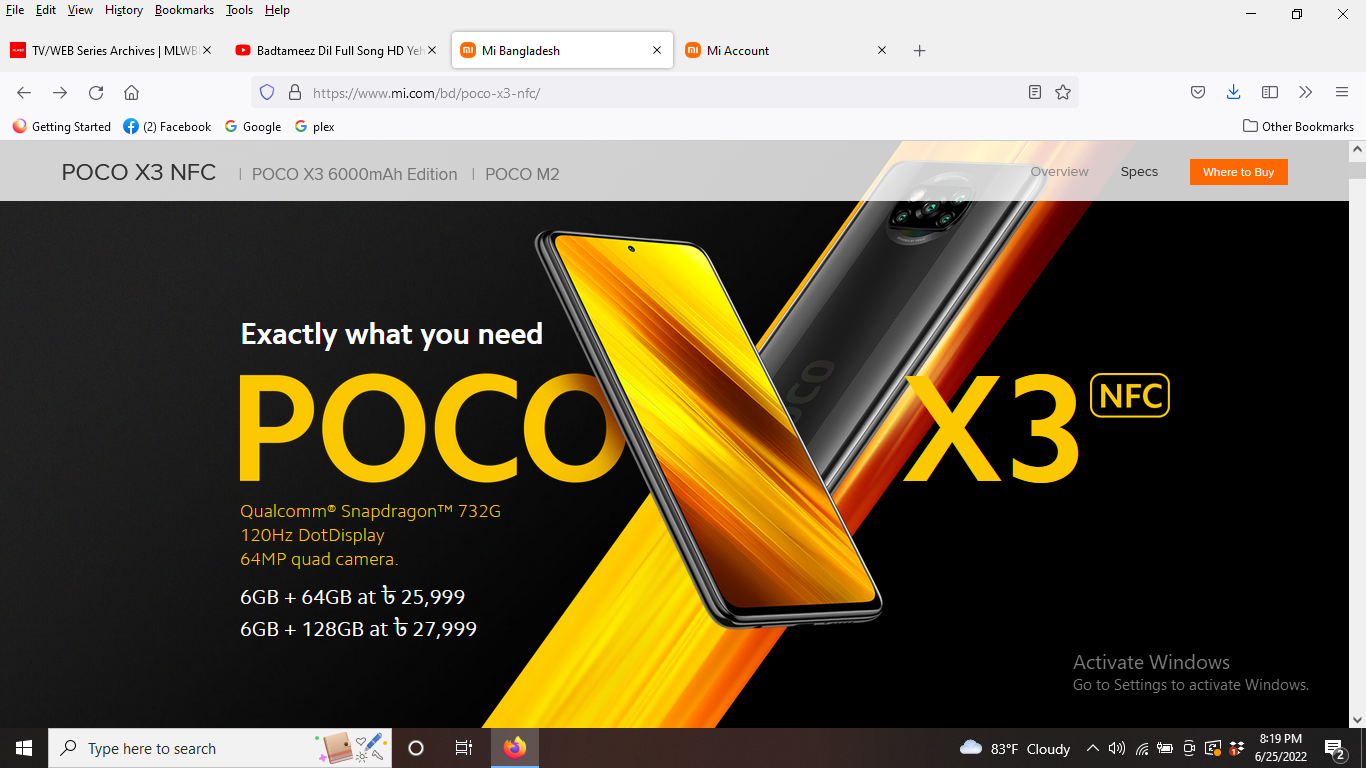 File Edit View History Bookmarks Tools Help
TV/WEB Series Archives | MLWB
Badtameez Dil Full Song HD Yeh
Mi Bangladesh
Mi Account
https://www.mi.com/bd/poco-x3-nfc/
Getting Started
(2) Facebook
Google
plex
Other Bookmarks
POCO X3 NFC | POCO X3 6000mAh Edition | POCO M2
Overview
Specs
Where to Buy
Exactly what you need
POCO X3 NFC
Qualcomm® Snapdragon™ 732G
120Hz DotDisplay
64MP quad camera.
6GB + 64GB at ৳ 25,999
6GB + 128GB at ৳ 27,999
Activate Windows
Go to Settings to activate Windows.
Type here to search
83°F Cloudy
8:19 PM
6/25/2022
2